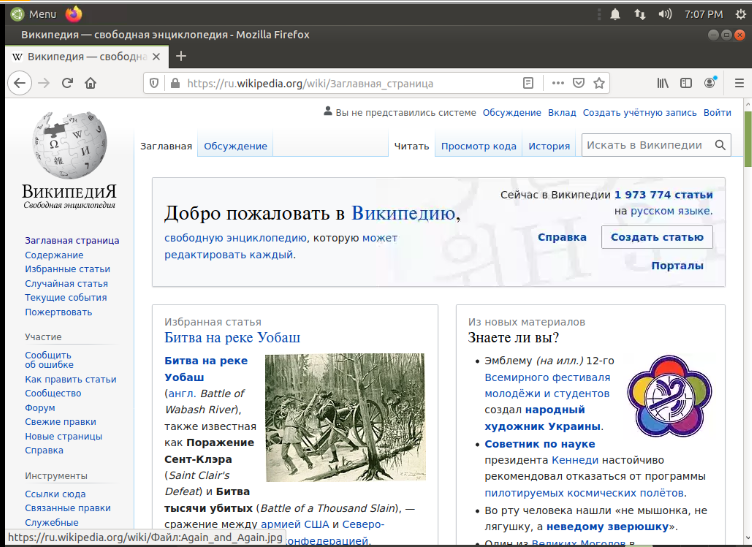 Menu
7:07 PM
Википедия — свободная энциклопедия - Mozilla Firefox
Википедия — свобод
https://ru.wikipedia.org/wiki/Заглавная_страница
Вы не представились системе Обсуждение Вклад Создать учётную запись Войти
Заглавная Обсуждение Читать Просмотр кода История Искать в Википедии
ВИКИПЕДИЯ
Свободная энциклопедия
Заглавная страница
Содержание
Избранные статьи
Случайная статья
Текущие события
Пожертвовать
Участие
Сообщить
об ошибке
Как править статьи
Сообщество
Форум
Свежие правки
Новые страницы
Справка
Инструменты
Ссылки сюда
Связанные правки
Служебные
Добро пожаловать в Википедию,
свободную энциклопедию, которую может
редактировать каждый.
Сейчас в Википедии 1 973 774 статьи
на русском языке.
Справка Создать статью
Порталы
Избранная статья
Битва на реке Уобаш
Битва на реке
Уобаш
(англ. Battle of
Wabash River),
также известная
как Поражение
Сент-Клэра
(Saint Clair's
Defeat) и Битва
тысячи убитых (Battle of a Thousand Slain), —
сражение между армией США и Северо-
конфедерацией,
Из новых материалов
Знаете ли вы?
Эмблему (на илл.) 12-го
Всемирного фестиваля
молодёжи и студентов
создал народный
художник Украины.
Советник по науке
президента Кеннеди настойчиво
рекомендовал отказаться от программы
пилотируемых космических полётов.
Во рту человека нашли «не мышонка, не
лягушку, а неведому зверюшку».
Один из Великих Моголов в
https://ru.wikipedia.org/wiki/Файл:Again_and_Again.jpg